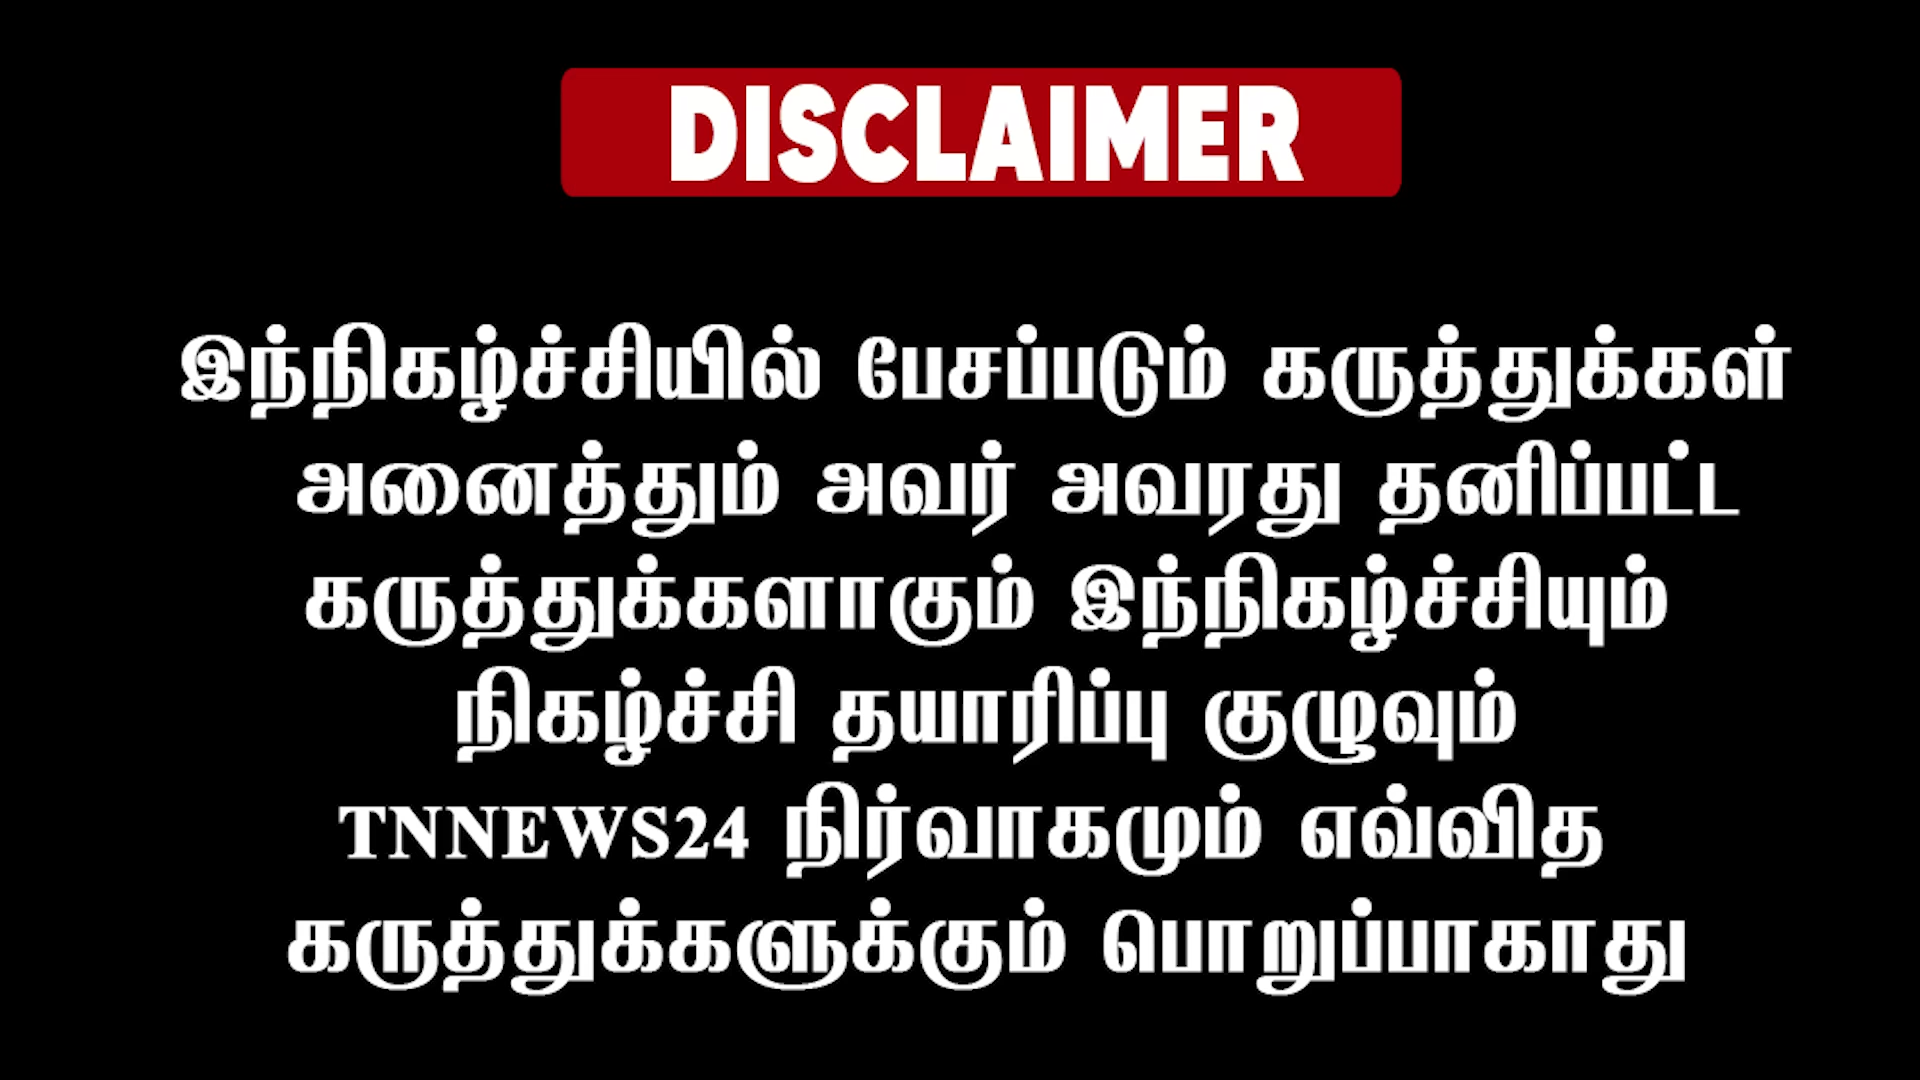 DISCLAIMER
இந்நிகழ்ச்சியில் பேசப்படும் கருத்துக்கள்
அனைத்தும் அவர் அவரது தனிப்பட்ட
கருத்துக்களாகும் இந்நிகழ்ச்சியும்
நிகழ்ச்சி தயாரிப்பு குழுவும்
TNNEWS24 நிர்வாகமும் எவ்வித
கருத்துக்களுக்கும் பொறுப்பாகாது